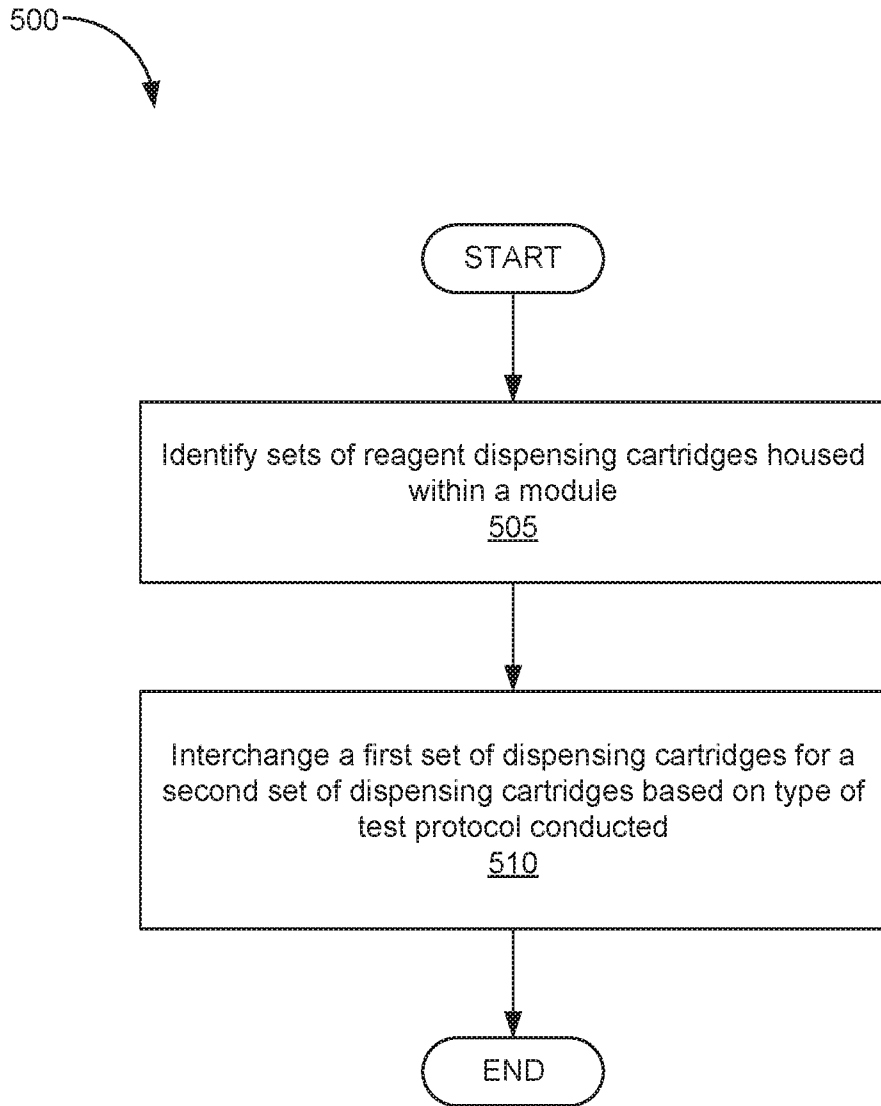 500
START
Identify sets of reagent dispensing cartridges housed
within a module
505
Interchange a first set of dispensing cartridges for a
second set of dispensing cartridges based on type of
test protocol conducted
510
END